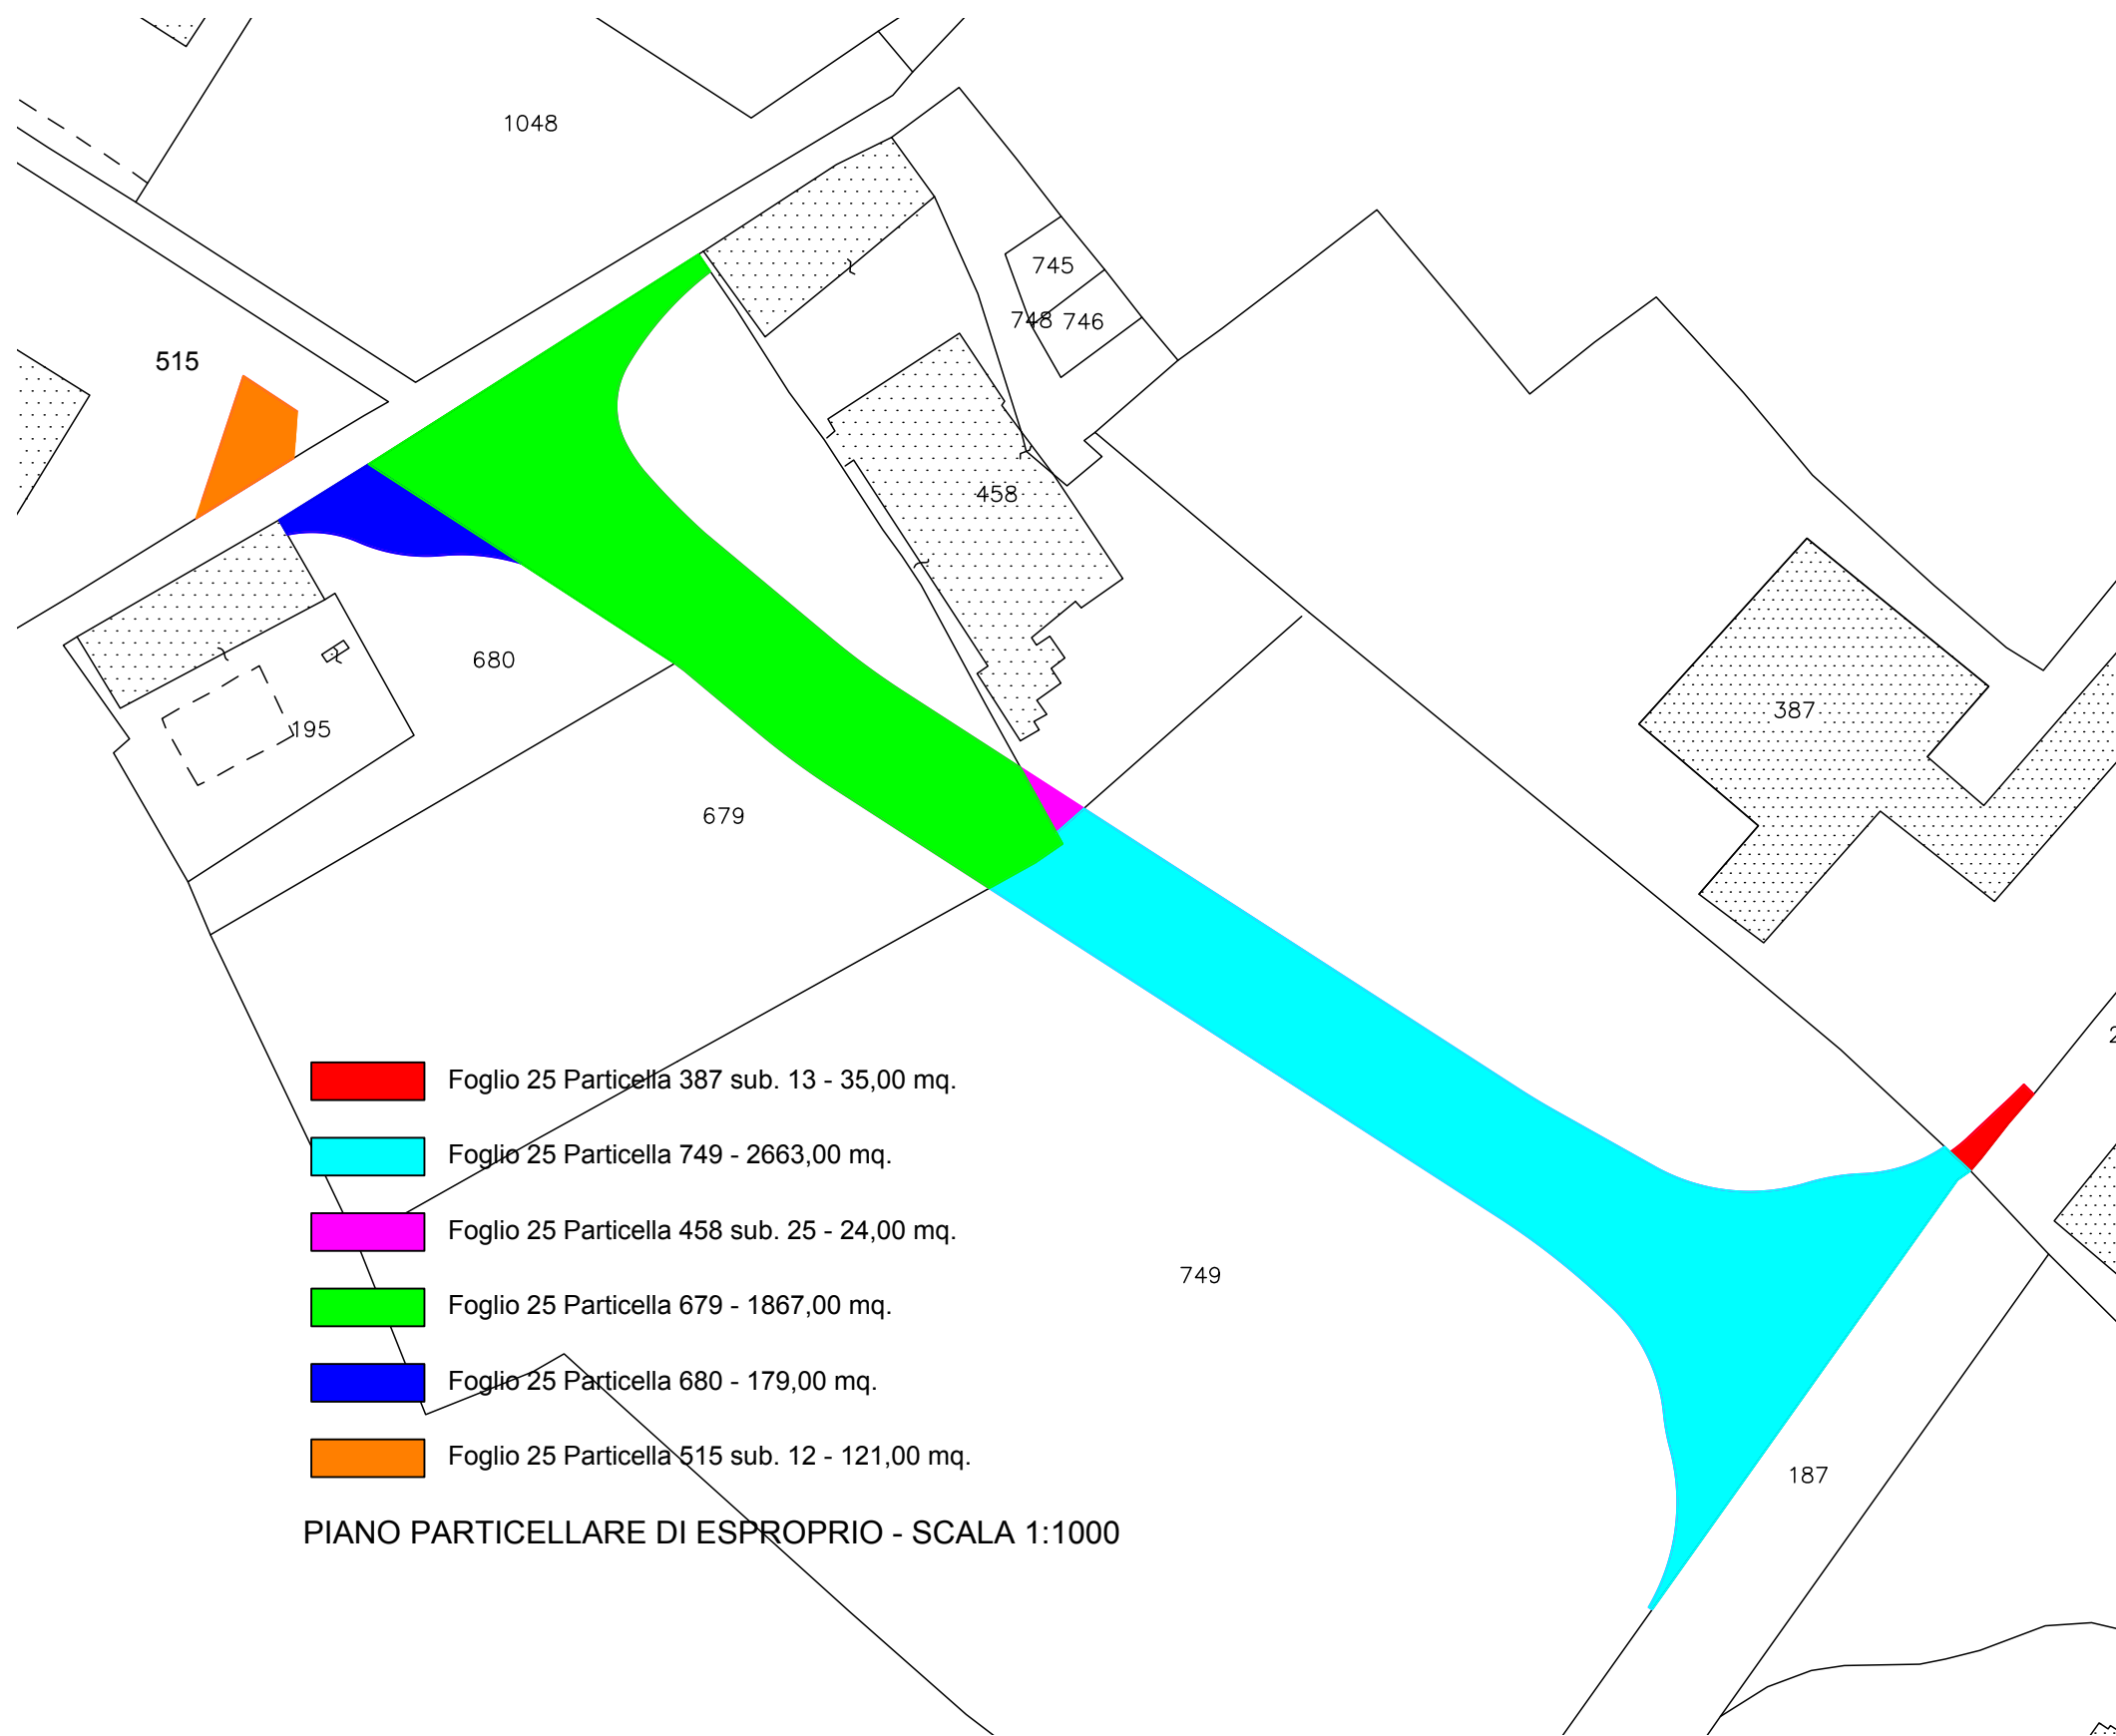 1048
745
748 746
515
458
680
387
195
679
Foglio 25 Particella 387 sub. 13 - 35,00 mq.
Foglio 25 Particella 749 - 2663,00 mq.
Foglio 25 Particella 458 sub. 25 - 24,00 mq.
749
Foglio 25 Particella 679 - 1867,00 mq.
Foglio 25 Particella 680 - 179,00 mq.
Foglio 25 Particella 515 sub. 12 - 121,00 mq.
187
PIANO PARTICELLARE DI ESPROPRIO - SCALA 1:1000